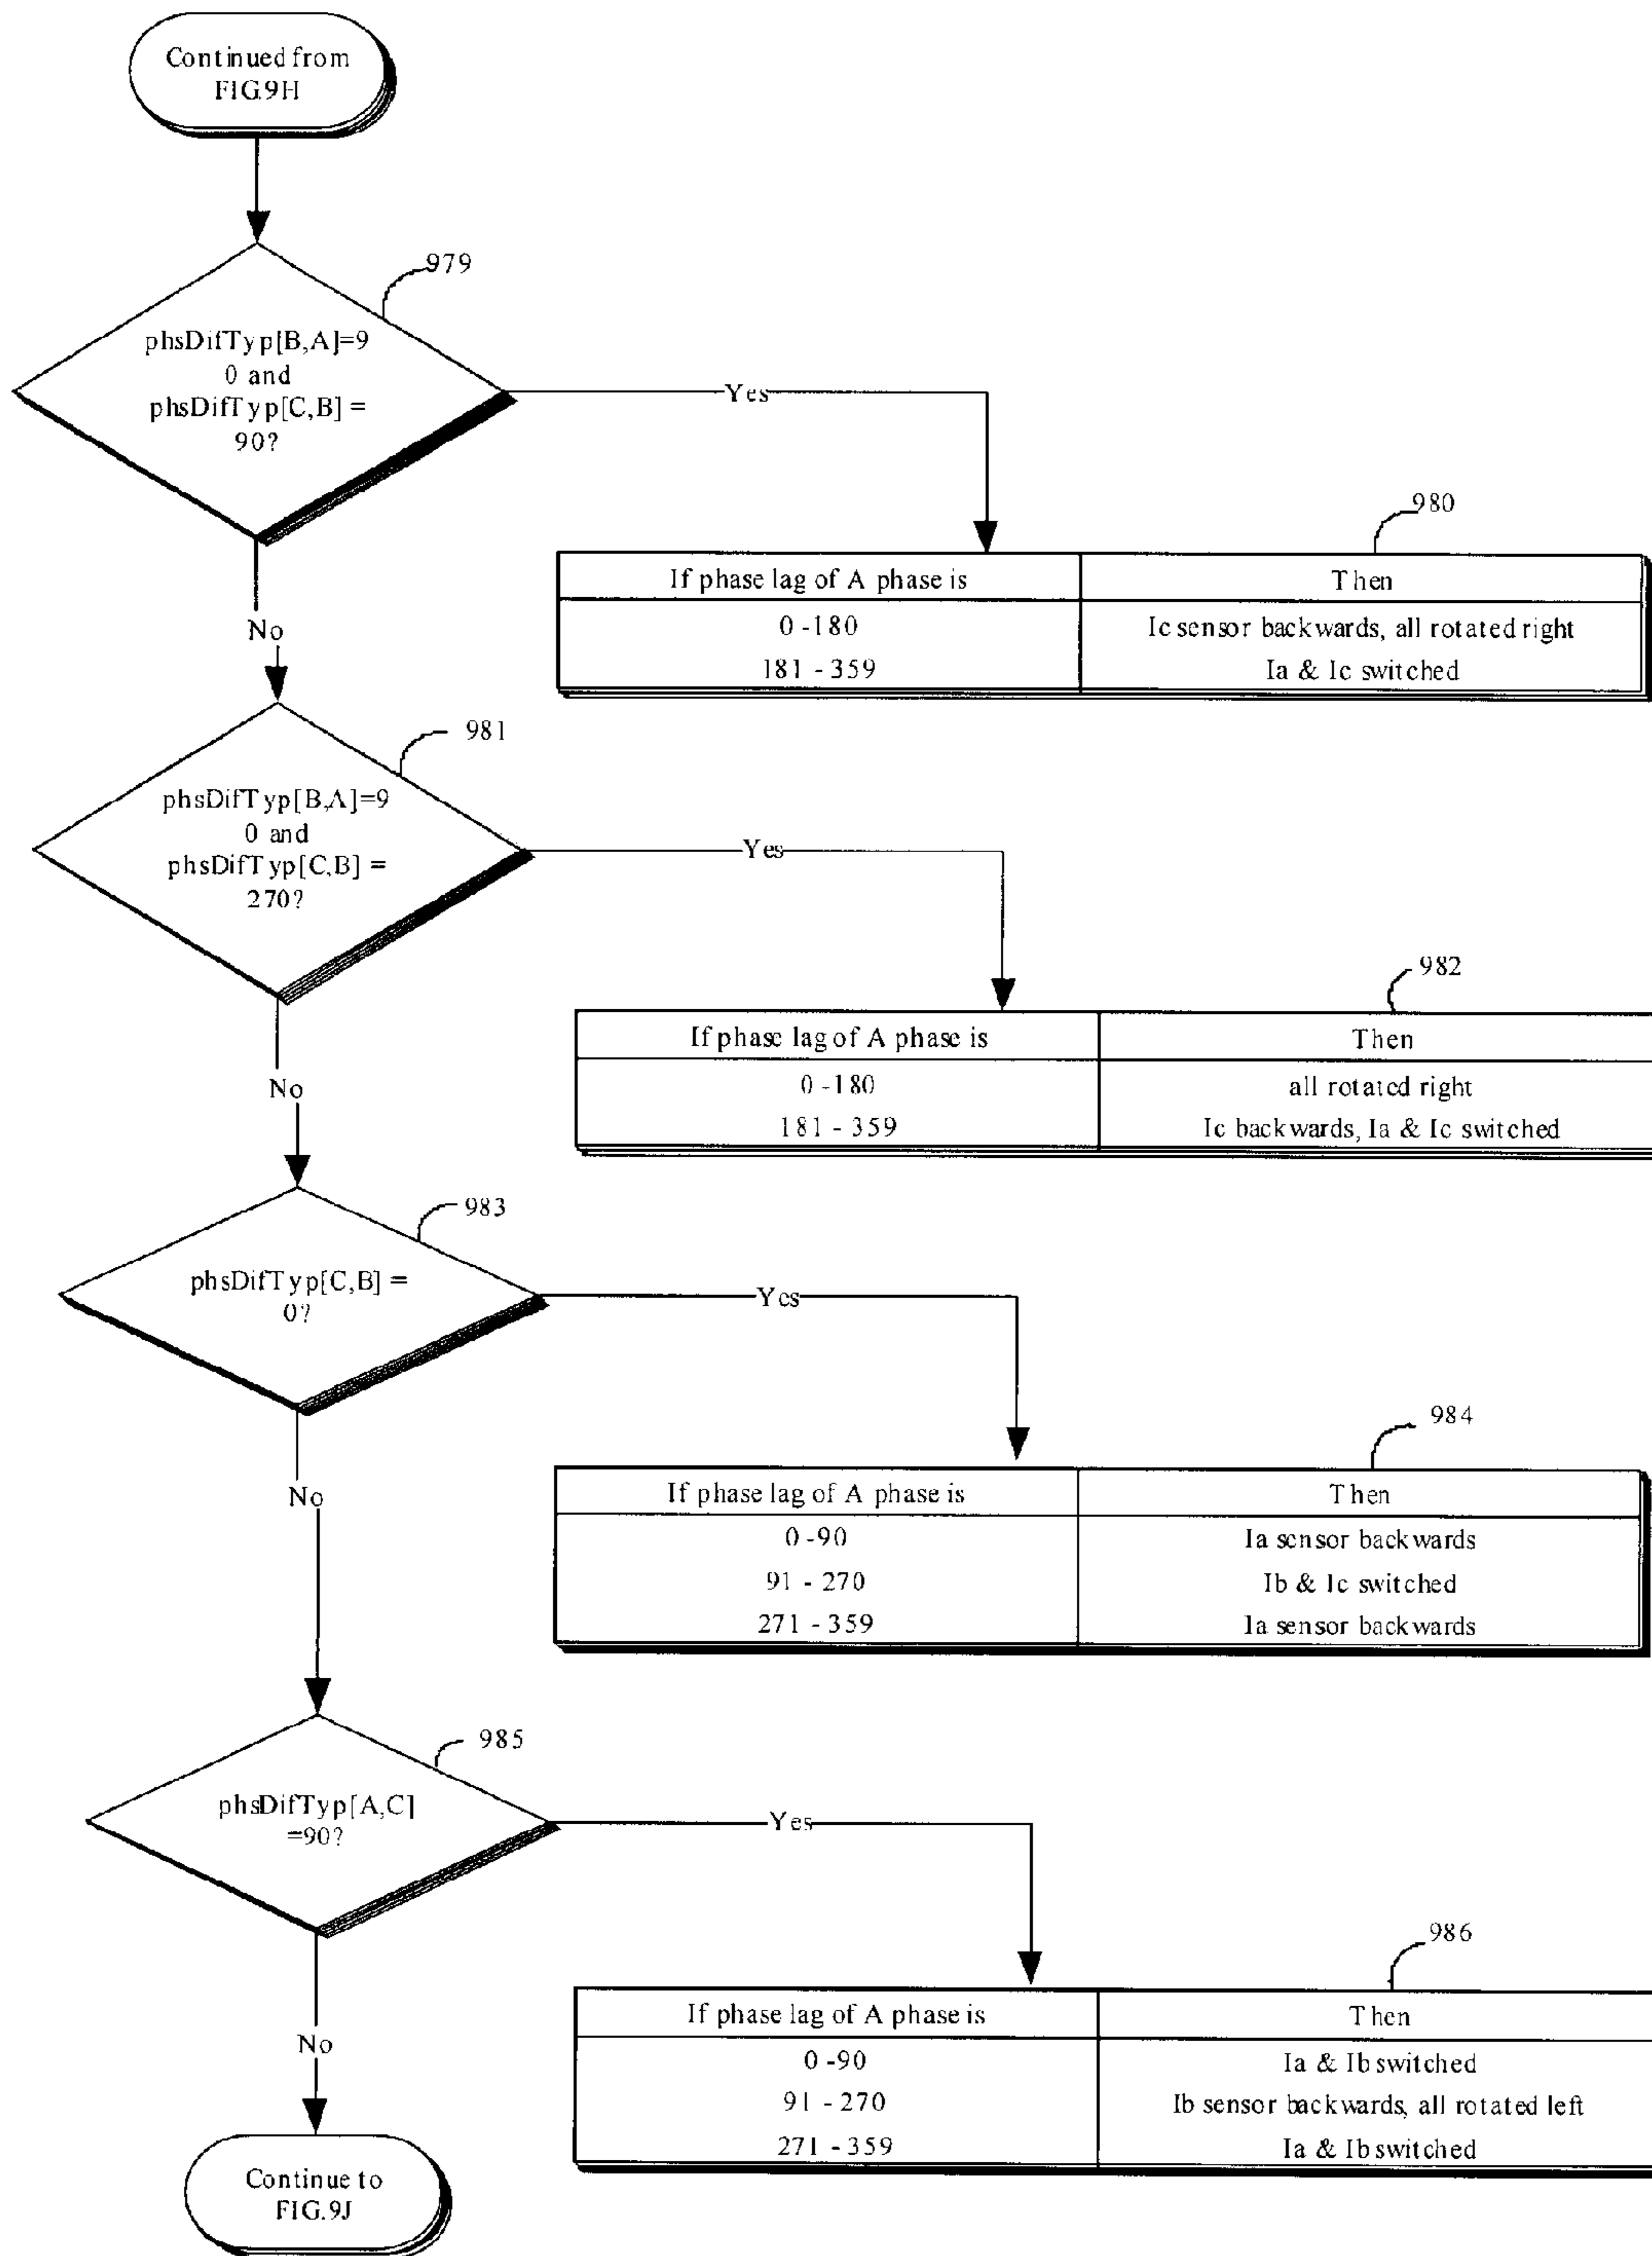 Continued from
FIG.9H
979
phsDifTyp[B,A]=9
0 and
phsDifTyp[C,B] =
90?
Yes
No
980
If phase lag of A phase is Then
0 -180 Ic sensor backwards, all rotated right
181 - 359 Ia & Ic switched
981
phsDifTyp[B,A]=9
0 and
phsDifTyp[C,B] =
270?
Yes
No
982
If phase lag of A phase is Then
0 -180 all rotated right
181 - 359 Ic backwards, Ia & Ic switched
983
phsDifTyp[C,B] =
0?
Yes
No
984
If phase lag of A phase is Then
0 -90 Ia sensor backwards
91 - 270 Ib & Ic switched
271 - 359 Ia sensor backwards
985
phsDifTyp[A,C]
=90?
Yes
No
986
If phase lag of A phase is Then
0 -90 Ia & Ib switched
91 - 270 Ib sensor backwards, all rotated left
271 - 359 Ia & Ib switched
Continue to
FIG.9J